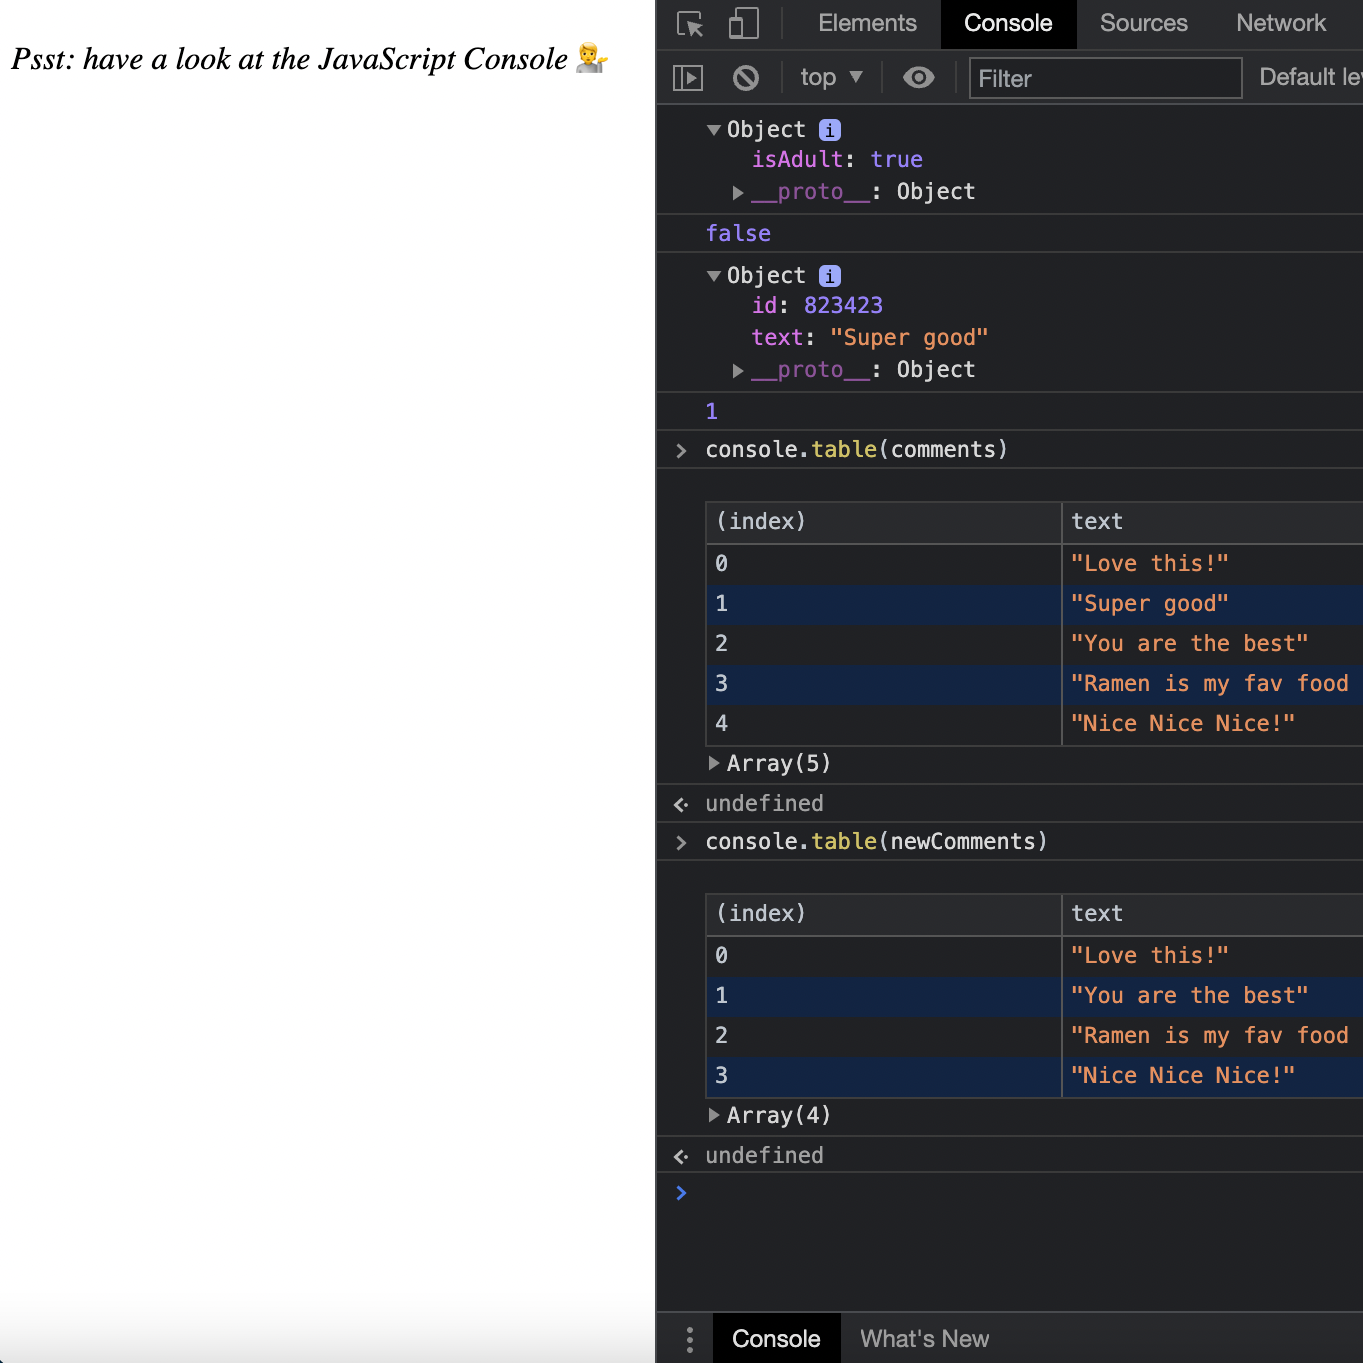 Psst: have a look at the JavaScript Console 💁
Elements Console Sources Network
top ▼ Filter Default le
▼Object i
isAdult: true
▶__proto__: Object
false
▼Object i
id: 823423
text: "Super good"
▶__proto__: Object
1
> console.table(comments)
(index) text
0 "Love this!"
1 "Super good"
2 "You are the best"
3 "Ramen is my fav food
4 "Nice Nice Nice!"
▶Array(5)
undefined
> console.table(newComments)
(index) text
0 "Love this!"
1 "You are the best"
2 "Ramen is my fav food
3 "Nice Nice Nice!"
▶Array(4)
undefined
>
Console What's New